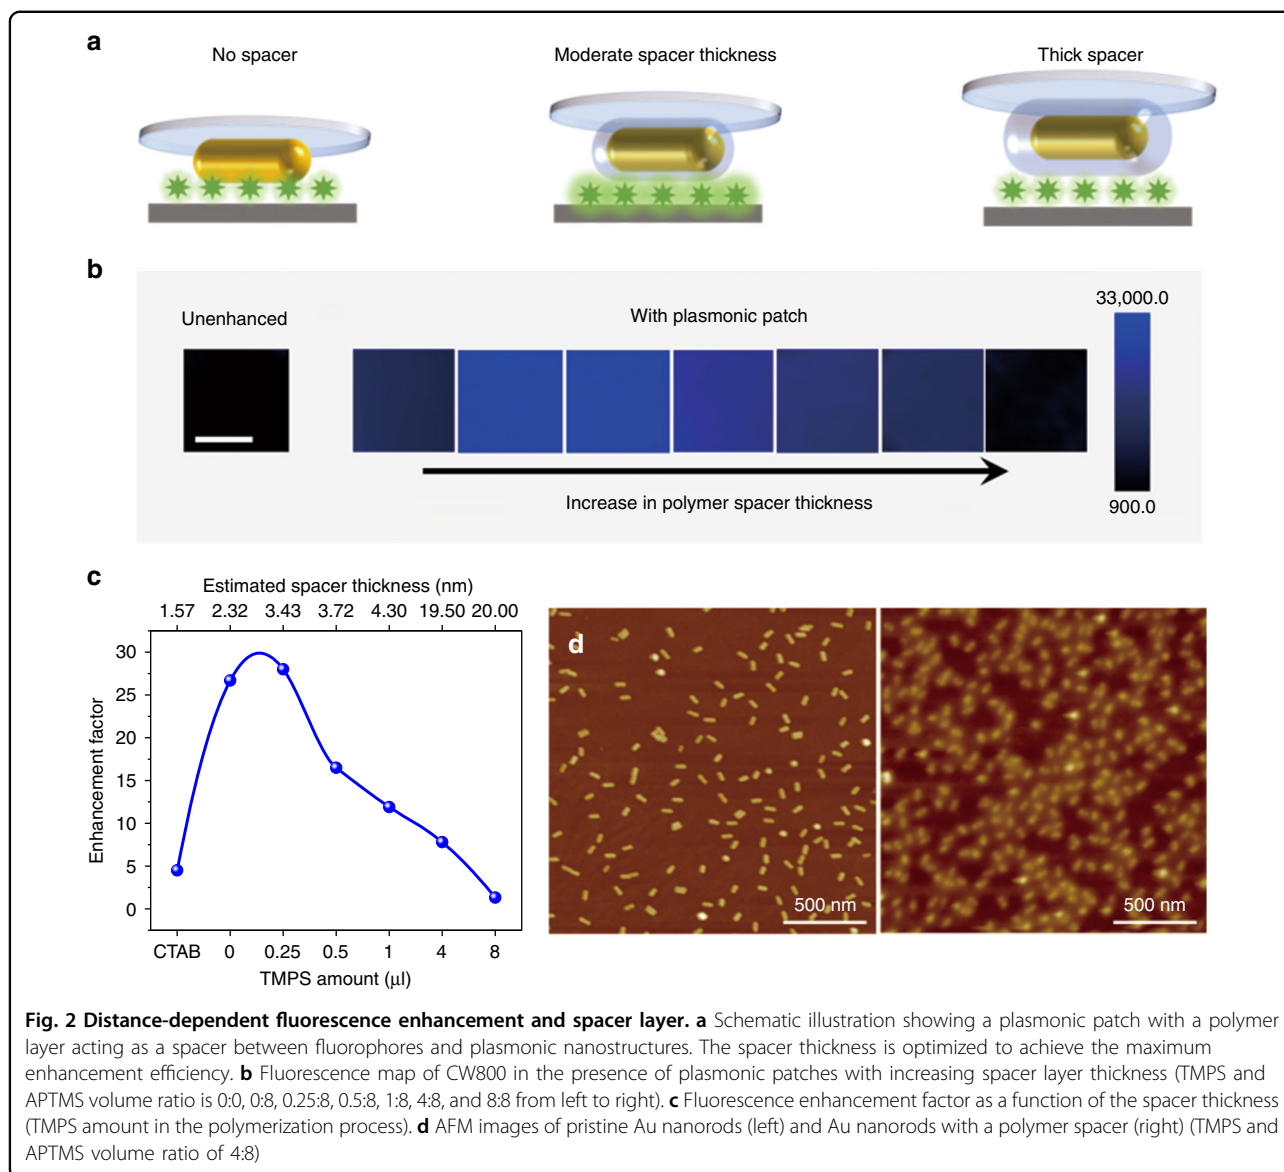 a
No spacer
Moderate spacer thickness
Thick spacer
b
Unenhanced
With plasmonic patch
33,000.0
900.0
Increase in polymer spacer thickness
c
Estimated spacer thickness (nm)
1.57 2.32 3.43 3.72 4.30 19.50 20.00
30
25
20
15
10
5
0
Enhancement factor
CTAB 0 0.25 0.5 1 4 8
TMPS amount (μl)
d
500 nm
500 nm
Fig. 2 Distance-dependent fluorescence enhancement and spacer layer. a Schematic illustration showing a plasmonic patch with a polymer
layer acting as a spacer between fluorophores and plasmonic nanostructures. The spacer thickness is optimized to achieve the maximum
enhancement efficiency. b Fluorescence map of CW800 in the presence of plasmonic patches with increasing spacer layer thickness (TMPS and
APTMS volume ratio is 0:0, 0:8, 0.25:8, 0.5:8, 1:8, 4:8, and 8:8 from left to right). c Fluorescence enhancement factor as a function of the spacer thickness
(TMPS amount in the polymerization process). d AFM images of pristine Au nanorods (left) and Au nanorods with a polymer spacer (right) (TMPS and
APTMS volume ratio of 4:8)